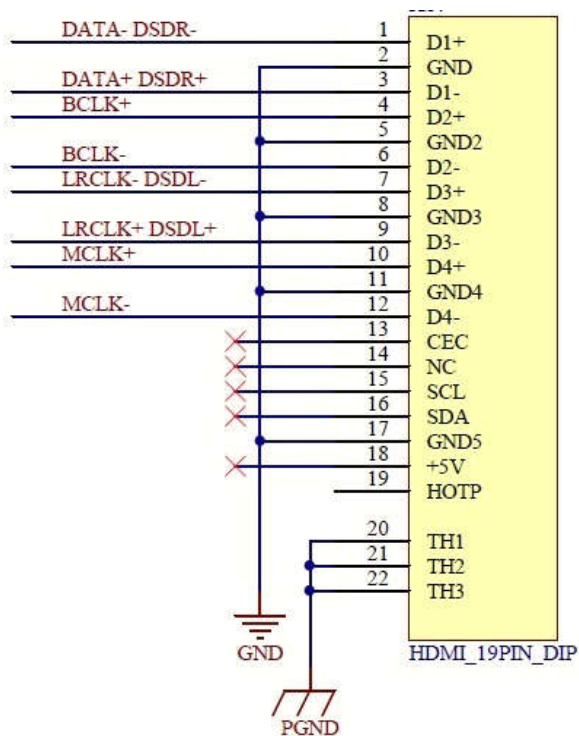 DATA- DSDR- 1 D1+
2 GND
DATA+ DSDR+ 3 D1-
BCLK+ 4 D2+
5 GND2
BCLK- 6 D2-
LRCLK- DSDL- 7 D3+
8 GND3
LRCLK+ DSDL+ 9 D3-
MCLK+ 10 D4+
11 GND4
MCLK- 12 D4-
13 CEC
14 NC
15 SCL
16 SDA
17 GND5
18 +5V
19 HOTP
20 TH1
21 TH2
22 TH3
GND HDMI_19PIN_DIP
PGND